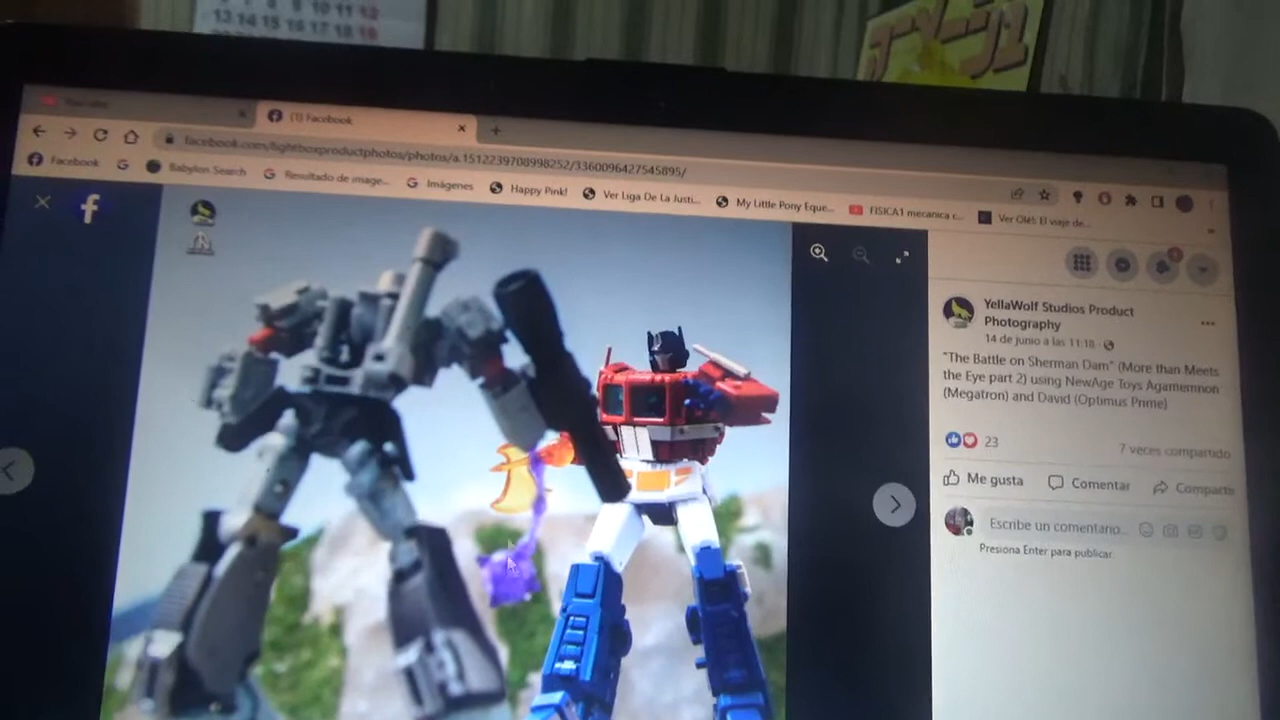 10 11 12
13 14 15 16 17 18 19
(1) Facebook
facebook.com/lightboxproductphotos/photos/a.1512239708998252/3360096427545895/
Facebook
Babylon Search
Resultado de image...
Imágenes
Happy Pink!
Ver Liga De La Justi...
My Little Pony Eque...
FISICA1 mecanica c...
Ver Olé!: El viaje de...
YellaWolf Studios Product
Photography
14 de junio a las 11:18
"The Battle on Sherman Dam" (More than Meets
the Eye part 2) using NewAge Toys Agamemnon
(Megatron) and David (Optimus Prime)
23
7 veces compartido
Me gusta
Comentar
Compartir
Escribe un comentario...
Presiona Enter para publicar.